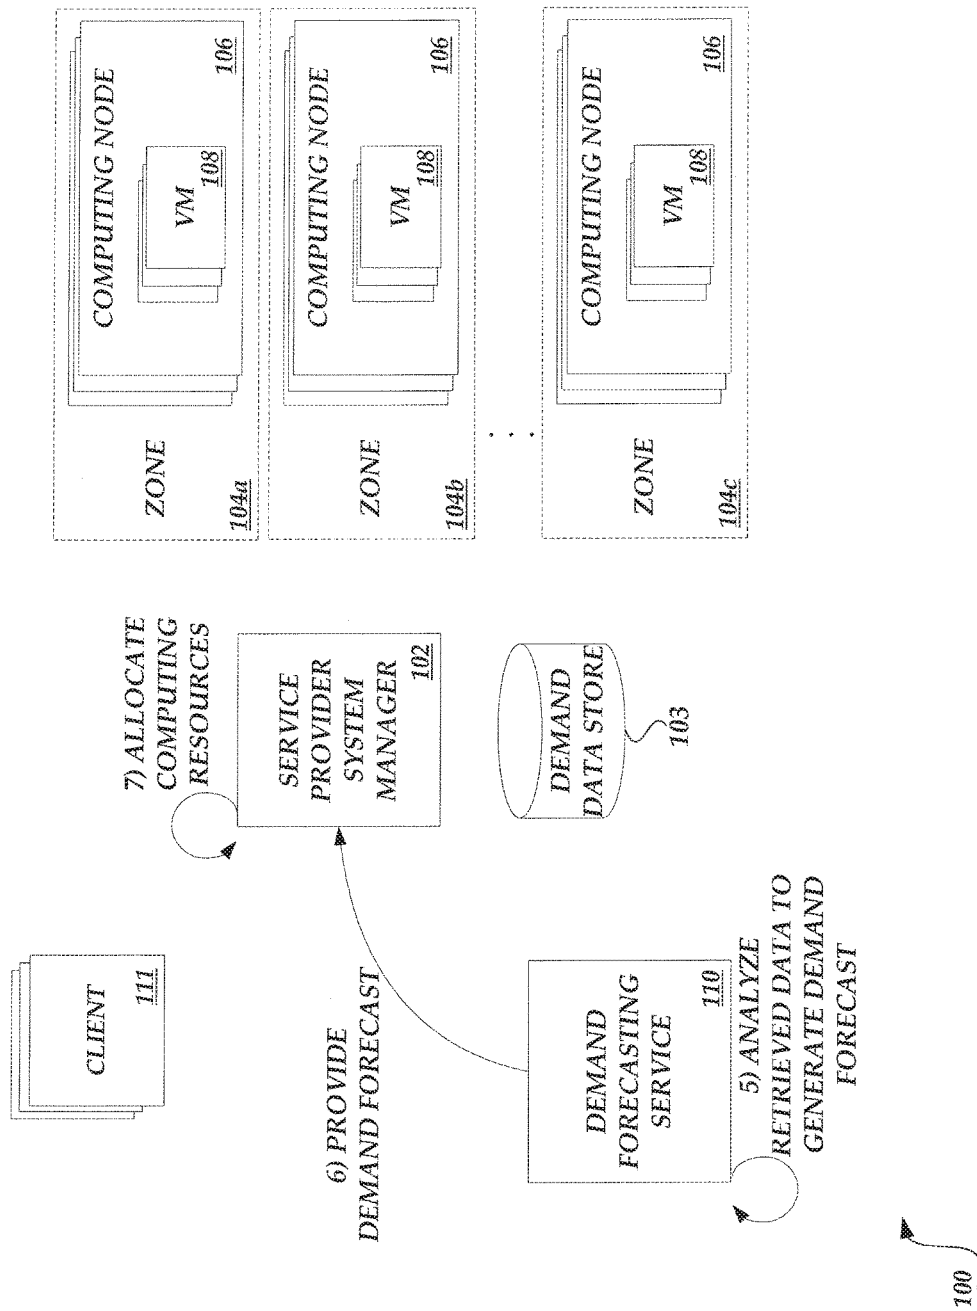 CLIENT
111
7) ALLOCATE
COMPUTING
RESOURCES
SERVICE
PROVIDER
SYSTEM
MANAGER
102
6) PROVIDE
DEMAND FORECAST
DEMAND
FORECASTING
SERVICE
110
5) ANALYZE
RETRIEVED DATA TO
GENERATE DEMAND
FORECAST
DEMAND
DATA STORE
103
ZONE
104a
COMPUTING NODE
106
VM
108
ZONE
104b
COMPUTING NODE
106
VM
108
. . .
ZONE
104c
COMPUTING NODE
106
VM
108
100